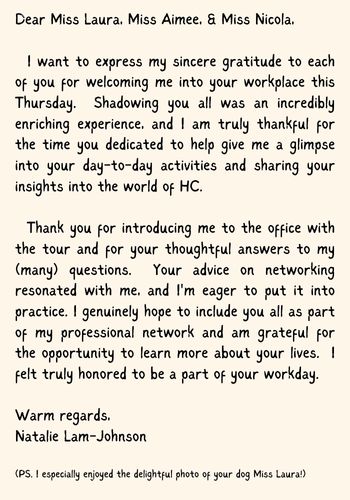 Dear Miss Laura, Miss Aimee, & Miss Nicola,
I want to express my sincere gratitude to each
of you for welcoming me into your workplace this
Thursday. Shadowing you all was an incredibly
enriching experience, and I am truly thankful for
the time you dedicated to help give me a glimpse
into your day-to-day activities and sharing your
insights into the world of HC.
Thank you for introducing me to the office with
the tour and for your thoughtful answers to my
(many) questions. Your advice on networking
resonated with me, and I'm eager to put it into
practice. I genuinely hope to include you all as part
of my professional network and am grateful for
the opportunity to learn more about your lives. I
felt truly honored to be a part of your workday.
Warm regards,
Natalie Lam-Johnson
(PS. I especially enjoyed the delightful photo of your dog Miss Laura!)